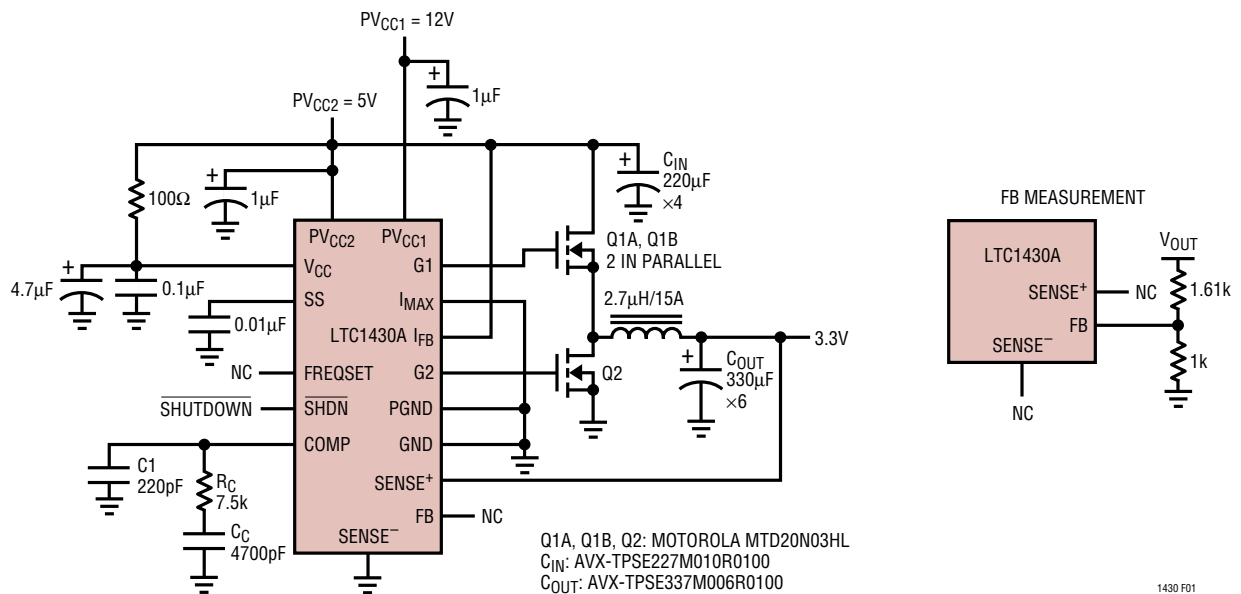 PVCC1 = 12V
+
1µF
PVCC2 = 5V
+
CIN
220µF
×4
100Ω
+
1µF
FB MEASUREMENT
PVCC2 PVCC1
Q1A, Q1B
2 IN PARALLEL
VOUT
LTC1430A
+
4.7µF
0.1µF
VCC
G1
SENSE+
NC
1.61k
SS
IMAX
2.7µH/15A
0.01µF
LTC1430A IFB
3.3V
FB
SENSE−
1k
NC
FREQSET
G2
Q2
+
COUT
330µF
×6
NC
SHUTDOWN
SHDN
PGND
COMP
GND
C1
220pF
RC
7.5k
SENSE+
FB
NC
CC
4700pF
SENSE−
Q1A, Q1B, Q2: MOTOROLA MTD20N03HL
CIN: AVX-TPSE227M010R0100
COUT: AVX-TPSE337M006R0100
1430 F01